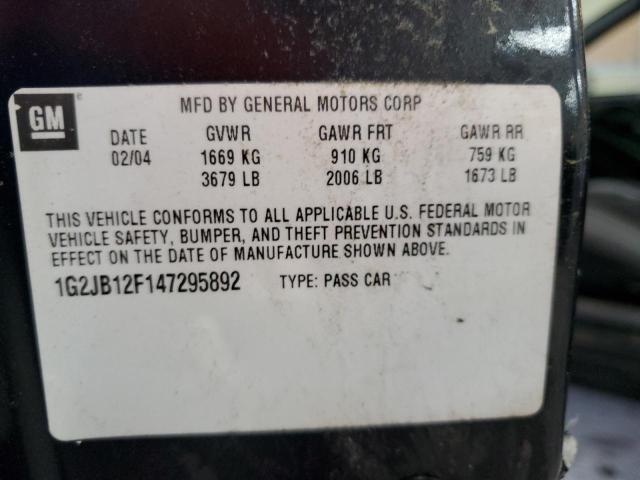 GM®
MFD BY GENERAL MOTORS CORP
DATE GVWR GAWR FRT GAWR RR
02/04 1669 KG 910 KG 759 KG
3679 LB 2006 LB 1673 LB
THIS VEHICLE CONFORMS TO ALL APPLICABLE U.S. FEDERAL MOTOR
VEHICLE SAFETY, BUMPER, AND THEFT PREVENTION STANDARDS IN
EFFECT ON THE DATE OF MANUFACTURE SHOWN ABOVE.
1G2JB12F147295892 TYPE: PASS CAR